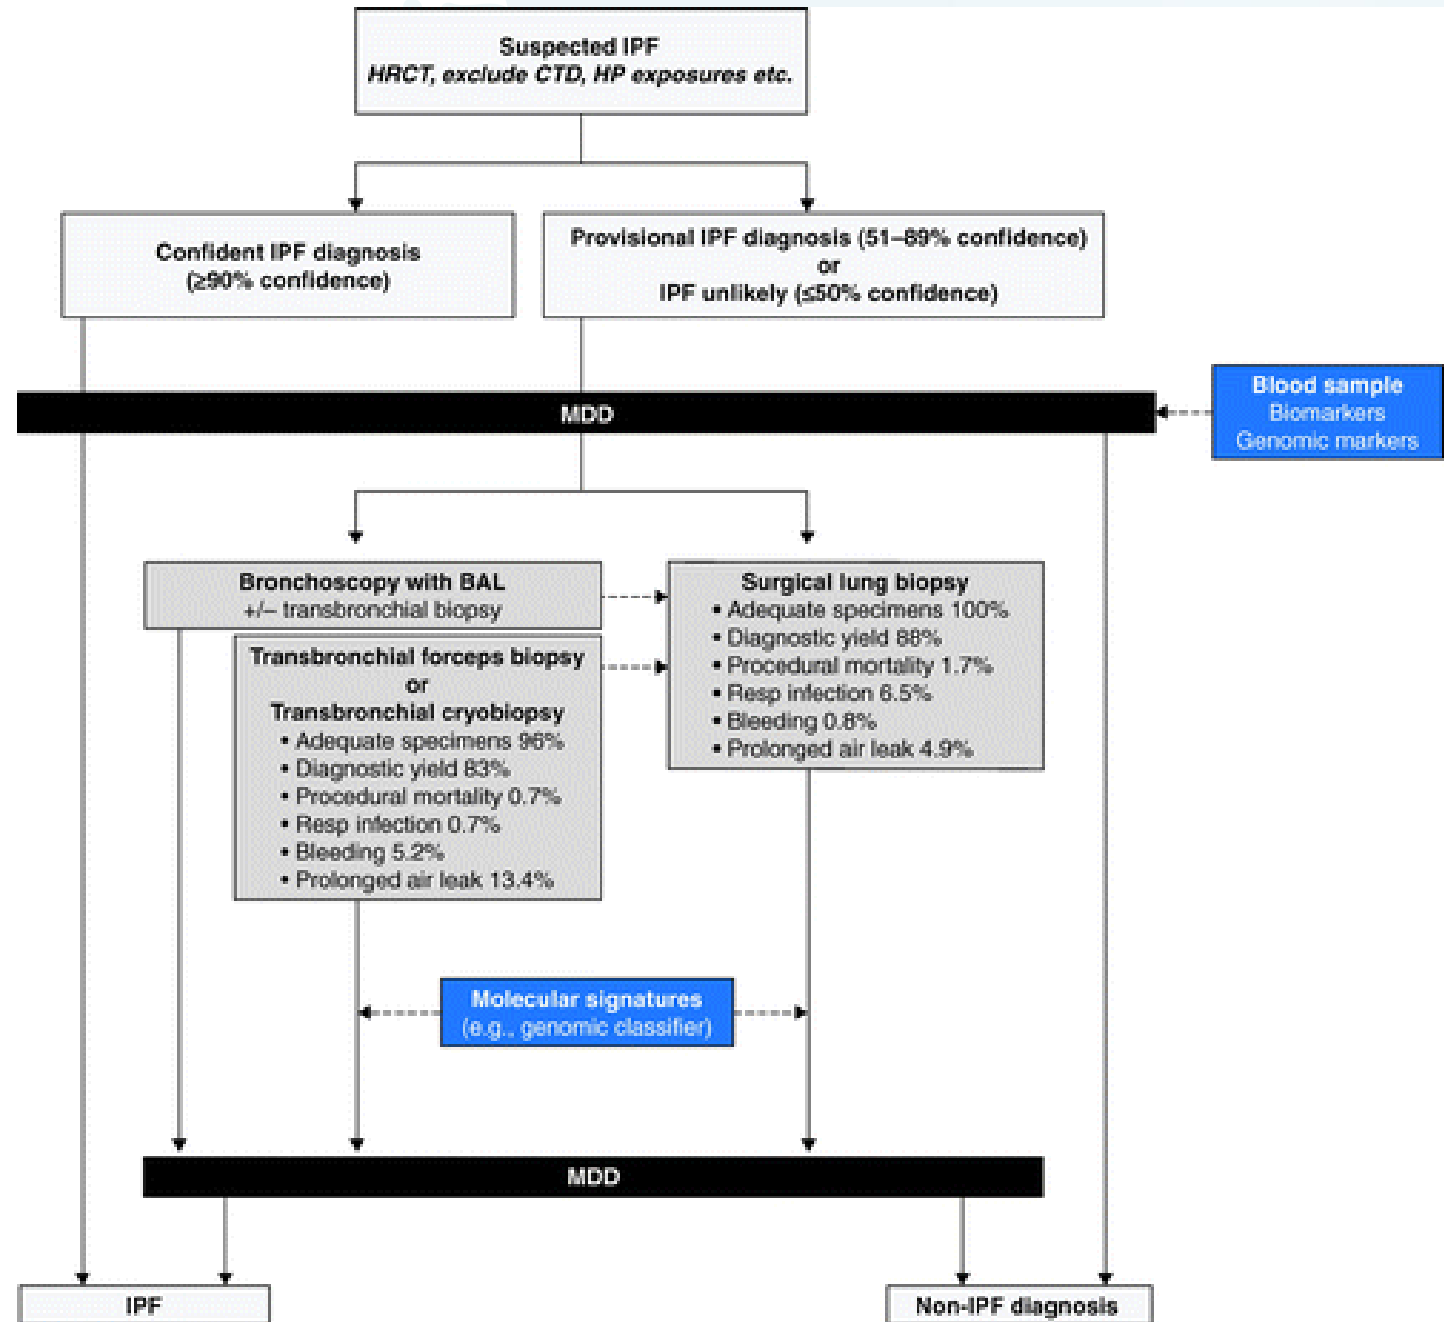 Suspected IPF
HRCT, exclude CTD, HP exposures etc.
Confident IPF diagnosis
(≥90% confidence)
Provisional IPF diagnosis (51–89% confidence)
or
IPF unlikely (≤50% confidence)
MDD
Blood sample
Biomarkers
Genomic markers
Bronchoscopy with BAL
+/– transbronchial biopsy
Transbronchial forceps biopsy
or
Transbronchial cryobiopsy
• Adequate specimens 96%
• Diagnostic yield 83%
• Procedural mortality 0.7%
• Resp infection 0.7%
• Bleeding 5.2%
• Prolonged air leak 13.4%
Surgical lung biopsy
• Adequate specimens 100%
• Diagnostic yield 88%
• Procedural mortality 1.7%
• Resp infection 6.5%
• Bleeding 0.8%
• Prolonged air leak 4.9%
Molecular signatures
(e.g., genomic classifier)
MDD
IPF
Non-IPF diagnosis